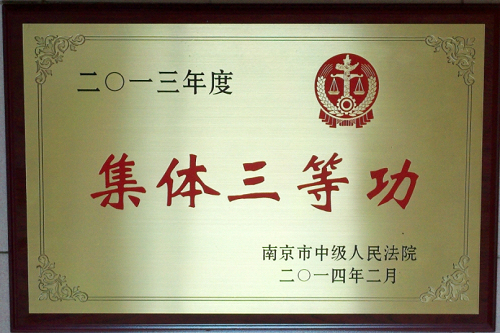 二〇一三年度
集体三等功
南京市中级人民法院
二〇一四年二月